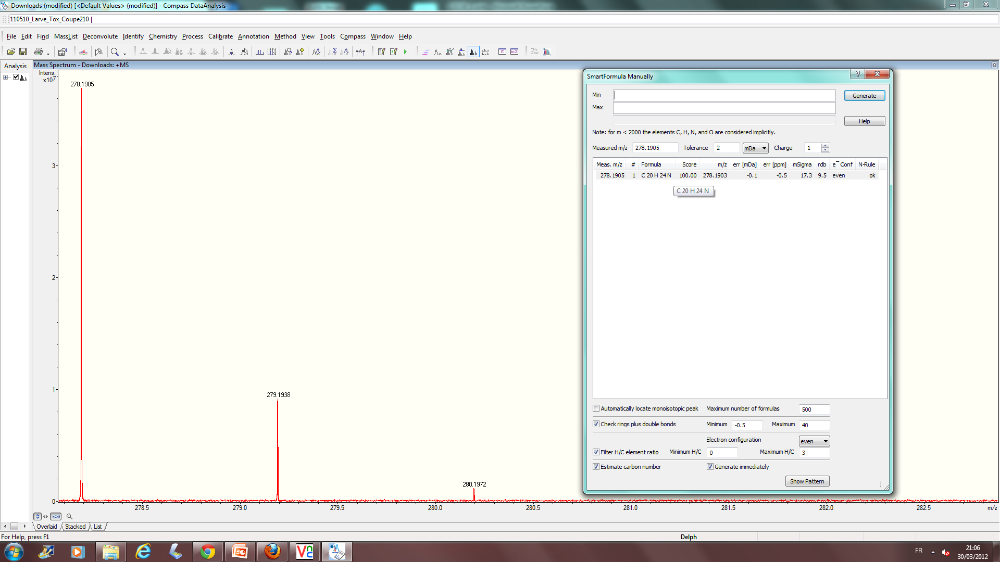 Downloads (modified) [<Default Values> (modified)] - Compass DataAnalysis
110510_Larve_Tox_Coupe210 |
File Edit Find MassList Deconvolute Identify Chemistry Process Calibrate Annotation Method View Tools Compass Window Help
Analysis
Mass Spectrum - Downloads: +MS
Intens.
x10^7
278.1905
3
2
1
0
279.1938
280.1972
278.5 279.0 279.5 280.0 280.5 281.0 281.5 282.0 282.5 m/z
SmartFormula Manually
Min
Generate
Max
Help
Note: for m < 2000 the elements C, H, N, and O are considered implicitly.
Measured m/z 278.1905 Tolerance 2 mDa Charge 1
Meas. m/z # Formula Score m/z err [mDa] err [ppm] mSigma rdb e⁻ Conf N-Rule
278.1905 1 C 20 H 24 N 100.00 278.1903 -0.1 -0.5 17.3 9.5 even ok
C 20 H 24 N
Automatically locate monoisotopic peak Maximum number of formulas 500
Check rings plus double bonds Minimum -0.5 Maximum 40
Electron configuration even
Filter H/C element ratio Minimum H/C 0 Maximum H/C 3
Estimate carbon number Generate immediately
Show Pattern
Overlaid Stacked List
For Help, press F1
Delph
FR
21:06
30/03/2012